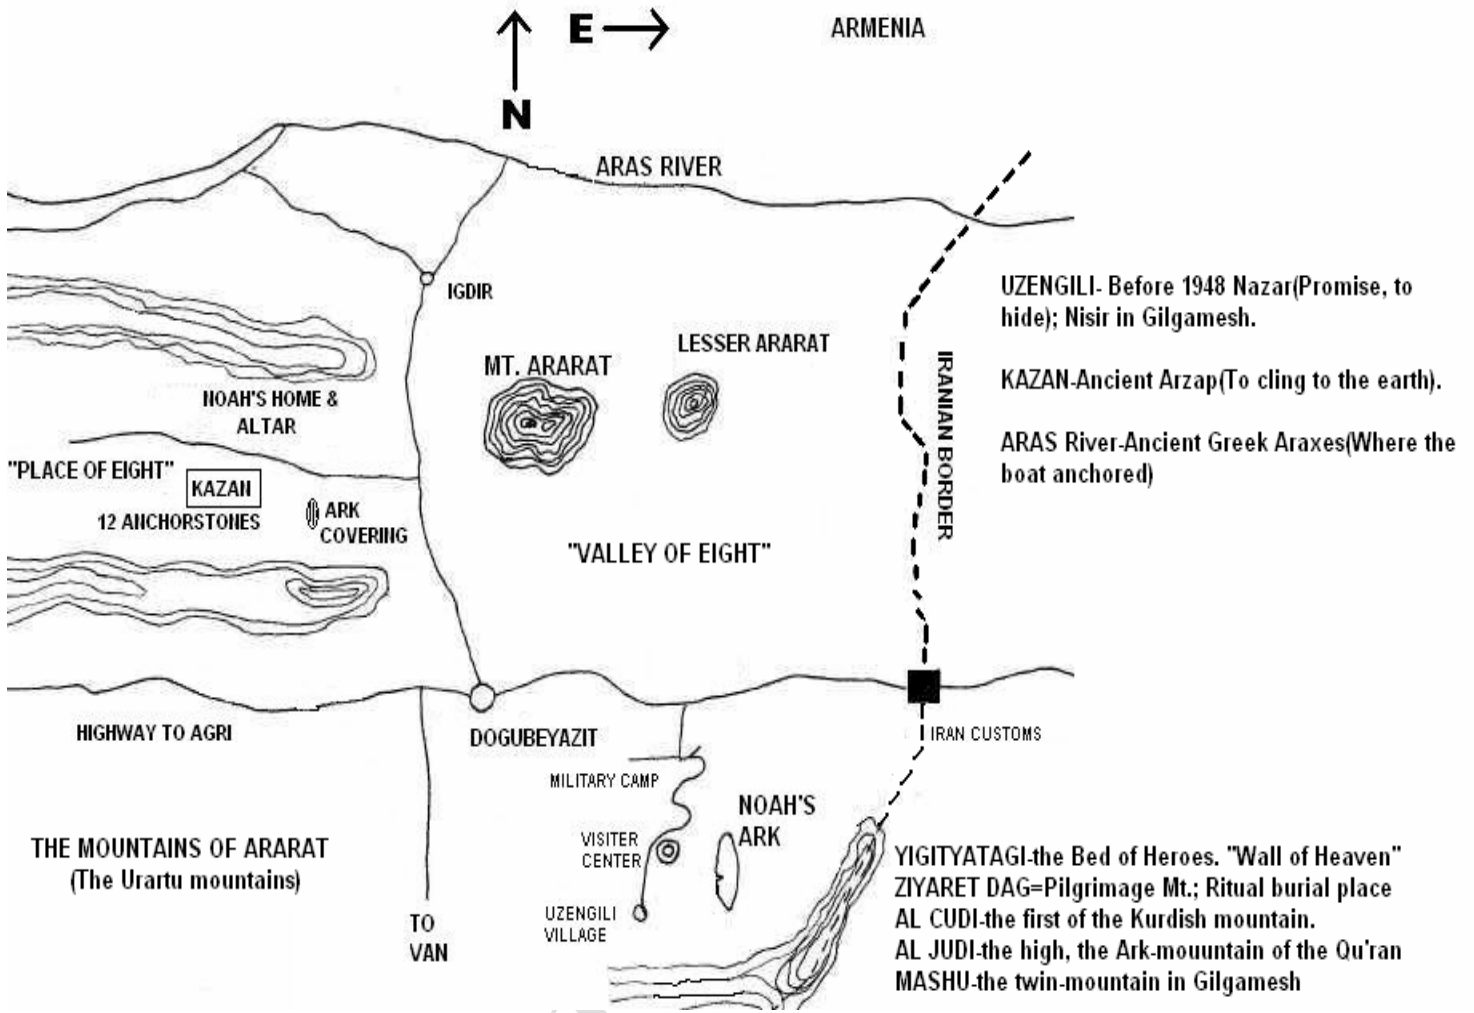 E
ARMENIA
N
ARAS RIVER
IGDIR
UZENGILI- Before 1948 Nazar(Promise, to
hide); Nisir in Gilgamesh.
LESSER ARARAT
MT. ARARAT
IRANIAN BORDER
KAZAN-Ancient Arzap(To cling to the earth).
NOAH'S HOME &
ALTAR
ARAS River-Ancient Greek Araxes(Where the
boat anchored)
"PLACE OF EIGHT"
KAZAN
12 ANCHORSTONES
ARK
COVERING
"VALLEY OF EIGHT"
HIGHWAY TO AGRI
DOGUBEYAZIT
IRAN CUSTOMS
MILITARY CAMP
NOAH'S
ARK
VISITER
CENTER
THE MOUNTAINS OF ARARAT
(The Urartu mountains)
UZENGILI
VILLAGE
TO
VAN
YIGITYATAGI-the Bed of Heroes. "Wall of Heaven"
ZIYARET DAG=Pilgrimage Mt.; Ritual burial place
AL CUDI-the first of the Kurdish mountain.
AL JUDI-the high, the Ark-mouuntain of the Qu'ran
MASHU-the twin-mountain in Gilgamesh